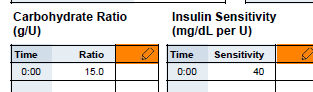 Carbohydrate Ratio
(g/U)
Time Ratio
0:00 15.0
Insulin Sensitivity
(mg/dL per U)
Time Sensitivity
0:00 40